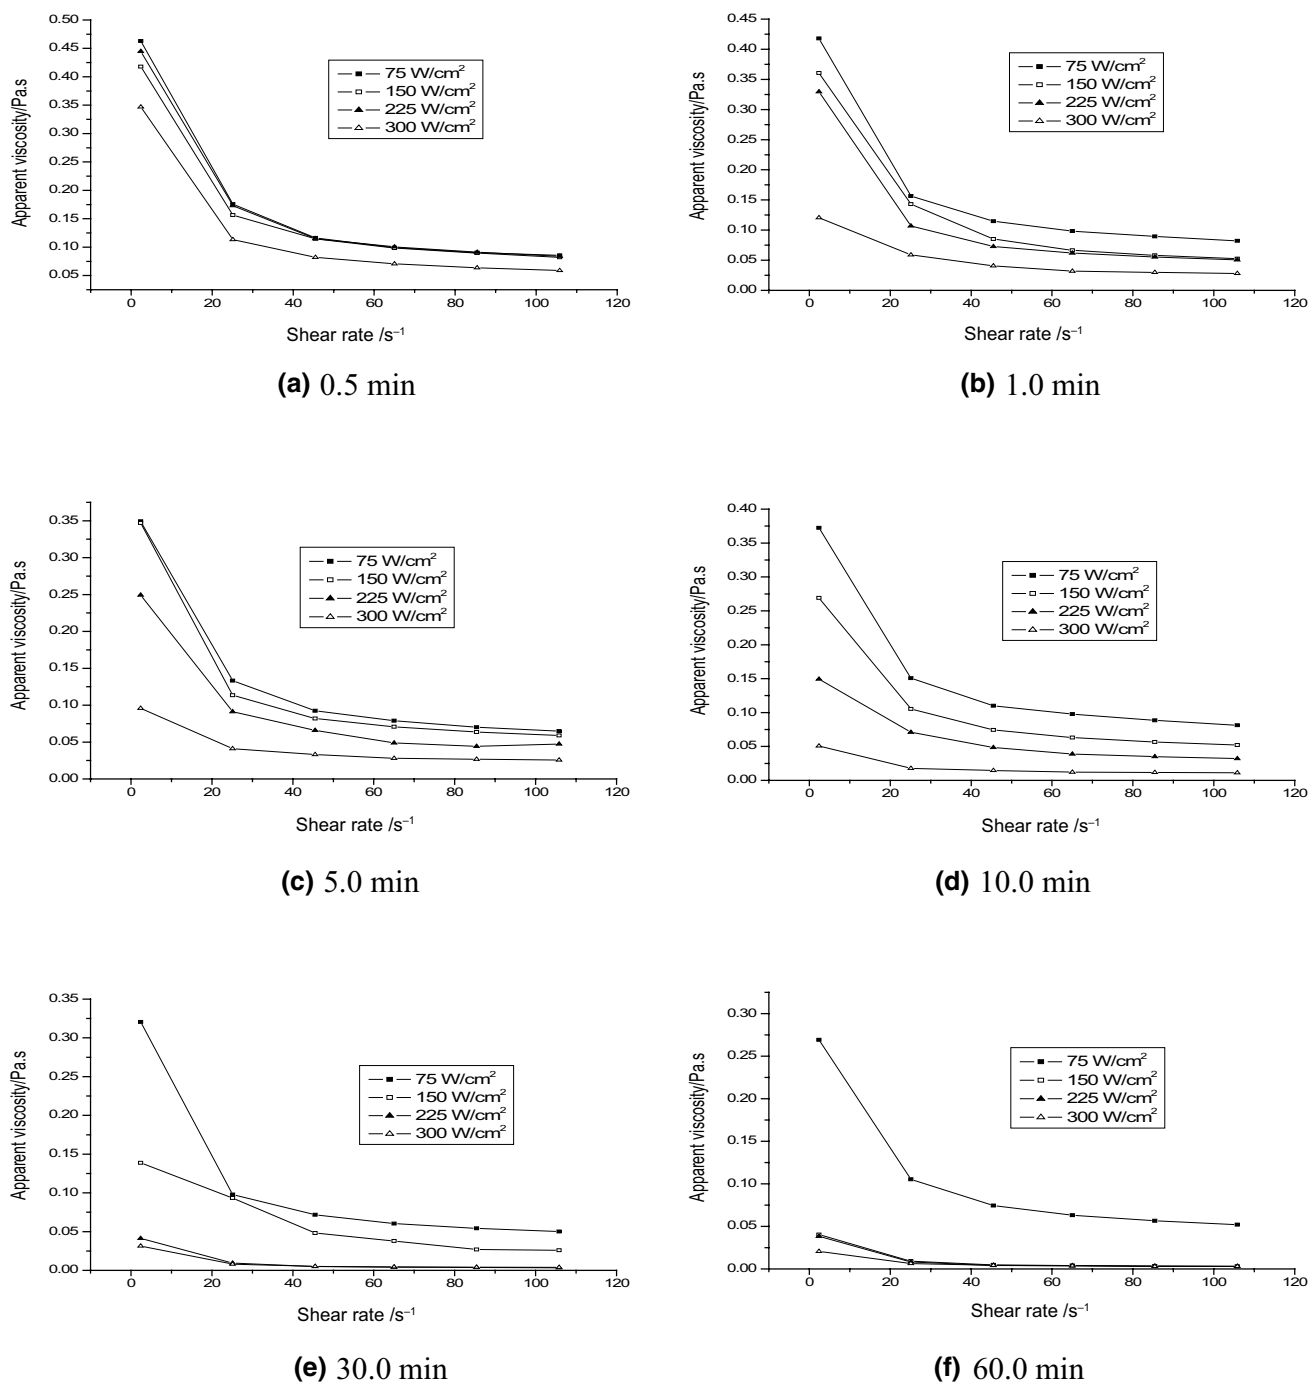 0.50
0.45
0.40
0.35
0.30
0.25
0.20
0.15
0.10
0.05
Apparent viscosity/Pa.s
75 W/cm²
150 W/cm²
225 W/cm²
300 W/cm²
0 20 40 60 80 100 120
Shear rate /s⁻¹
(a) 0.5 min
0.45
0.40
0.35
0.30
0.25
0.20
0.15
0.10
0.05
0.00
Apparent viscosity/Pa.s
75 W/cm²
150 W/cm²
225 W/cm²
300 W/cm²
0 20 40 60 80 100 120
Shear rate /s⁻¹
(b) 1.0 min
0.35
0.30
0.25
0.20
0.15
0.10
0.05
0.00
Apparent viscosity/Pa.s
75 W/cm²
150 W/cm²
225 W/cm²
300 W/cm²
0 20 40 60 80 100 120
Shear rate /s⁻¹
(c) 5.0 min
0.40
0.35
0.30
0.25
0.20
0.15
0.10
0.05
0.00
Apparent viscosity/Pa.s
75 W/cm²
150 W/cm²
225 W/cm²
300 W/cm²
0 20 40 60 80 100 120
Shear rate /s⁻¹
(d) 10.0 min
0.35
0.30
0.25
0.20
0.15
0.10
0.05
0.00
Apparent viscosity/Pa.s
75 W/cm²
150 W/cm²
225 W/cm²
300 W/cm²
0 20 40 60 80 100 120
Shear rate /s⁻¹
(e) 30.0 min
0.30
0.25
0.20
0.15
0.10
0.05
0.00
Apparent viscosity/Pa.s
75 W/cm²
150 W/cm²
225 W/cm²
300 W/cm²
0 20 40 60 80 100 120
Shear rate /s⁻¹
(f) 60.0 min